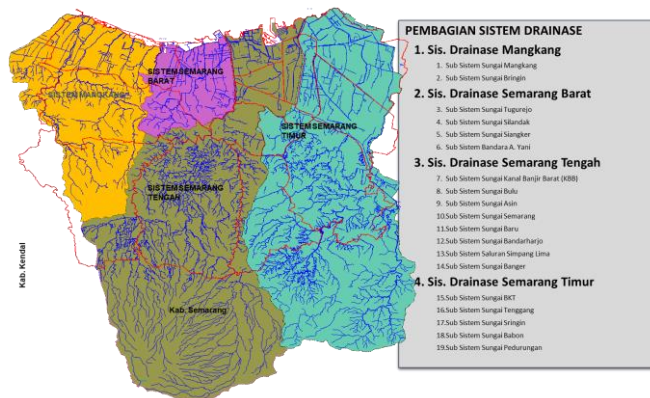 SISTEM MANGKANG
SISTEM SEMARANG
BARAT
SISTEM SEMARANG
TIMUR
SISTEM SEMARANG
TENGAH
Kab. Semarang
Kab. Kendal
PEMBAGIAN SISTEM DRAINASE
1. Sis. Drainase Mangkang
1. Sub Sistem Sungai Mangkang
2. Sub Sistem Sungai Bringin
2. Sis. Drainase Semarang Barat
3. Sub Sistem Sungai Tugurejo
4. Sub Sistem Sungai Silandak
5. Sub Sistem Sungai Siangker
6. Sub Sistem Bandara A. Yani
3. Sis. Drainase Semarang Tengah
7. Sub Sistem Sungai Kanal Banjir Barat (KBB)
8. Sub Sistem Sungai Bulu
9. Sub Sistem Sungai Asin
10.Sub Sistem Sungai Semarang
11.Sub Sistem Sungai Baru
12.Sub Sistem Sungai Bandarharjo
13.Sub Sistem Saluran Simpang Lima
14.Sub Sistem Sungai Banger
4. Sis. Drainase Semarang Timur
15.Sub Sistem Sungai BKT
16.Sub Sistem Sungai Tenggang
17.Sub Sistem Sungai Sringin
18.Sub Sistem Sungai Babon
19.Sub Sistem Sungai Pedurungan